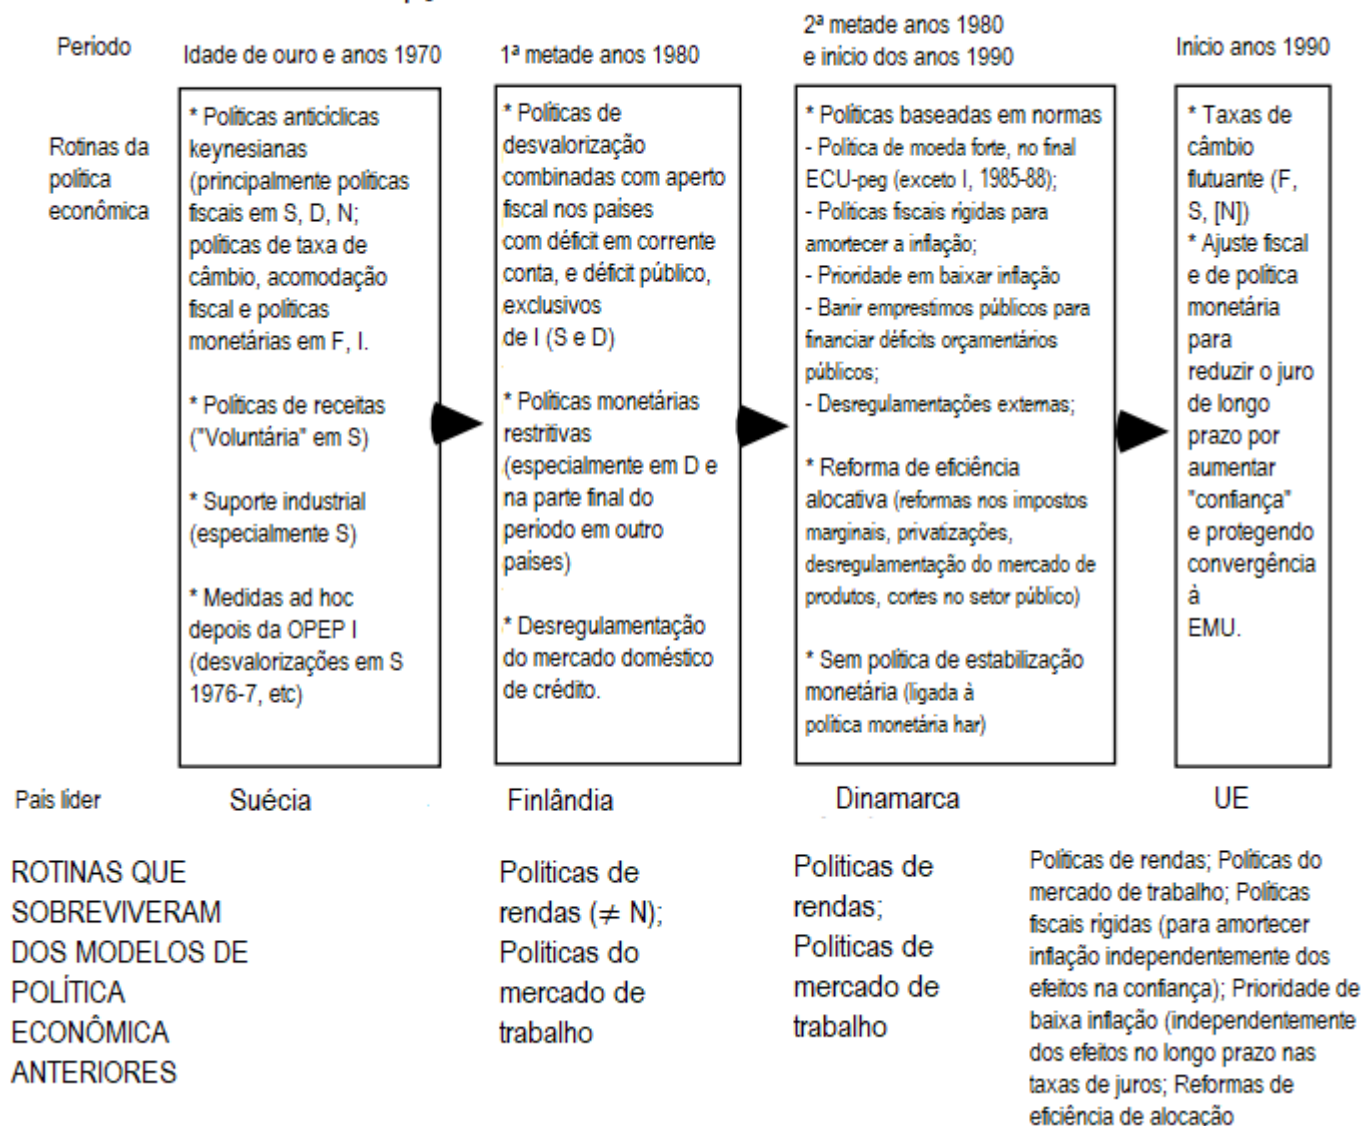 Período
Idade de ouro e anos 1970
1ª metade anos 1980
2ª metade anos 1980
e início dos anos 1990
Início anos 1990
Rotinas da
política
econômica
* Políticas anticíclicas
keynesianas
(principalmente políticas
fiscais em S, D, N;
políticas de taxa de
câmbio, acomodação
fiscal e políticas
monetárias em F, I.
* Políticas de receitas
("Voluntária" em S)
* Suporte industrial
(especialmente S)
* Medidas ad hoc
depois da OPEP I
(desvalorizações em S
1976-7, etc)
* Políticas de
desvalorização
combinadas com aperto
fiscal nos países
com déficit em corrente
conta, e déficit público,
exclusivos
de I (S e D)
* Políticas monetárias
restritivas
(especialmente em D e
na parte final do
período em outro
países)
* Desregulamentação
do mercado doméstico
de crédito.
* Políticas baseadas em normas
- Política de moeda forte, no final
ECU-peg (exceto I, 1985-88);
- Políticas fiscais rígidas para
amortecer a inflação;
- Prioridade em baixar inflação
- Banir emprestimos públicos para
financiar déficits orçamentários
públicos;
- Desregulamentações externas;
* Reforma de eficiência
alocativa (reformas nos impostos
marginais, privatizações,
desregulamentação do mercado de
produtos, cortes no setor público)
* Sem política de estabilização
monetária (ligada à
política monetária har)
* Taxas de
câmbio
flutuante (F,
S, [N])
* Ajuste fiscal
e de política
monetária
para
reduzir o juro
de longo
prazo por
aumentar
"confiança"
e protegendo
convergência
à
EMU.
País líder
Suécia
Finlândia
Dinamarca
UE
ROTINAS QUE
SOBREVIVERAM
DOS MODELOS DE
POLÍTICA
ECONÔMICA
ANTERIORES
Políticas de
rendas (≠ N);
Políticas do
mercado de
trabalho
Políticas de
rendas;
Políticas de
mercado de
trabalho
Políticas de rendas; Políticas do
mercado de trabalho; Políticas
fiscais rígidas (para amortecer
inflação independentemente dos
efeitos na confiança); Prioridade de
baixa inflação (independentemente
dos efeitos no longo prazo nas
taxas de juros; Reformas de
eficiência de alocação